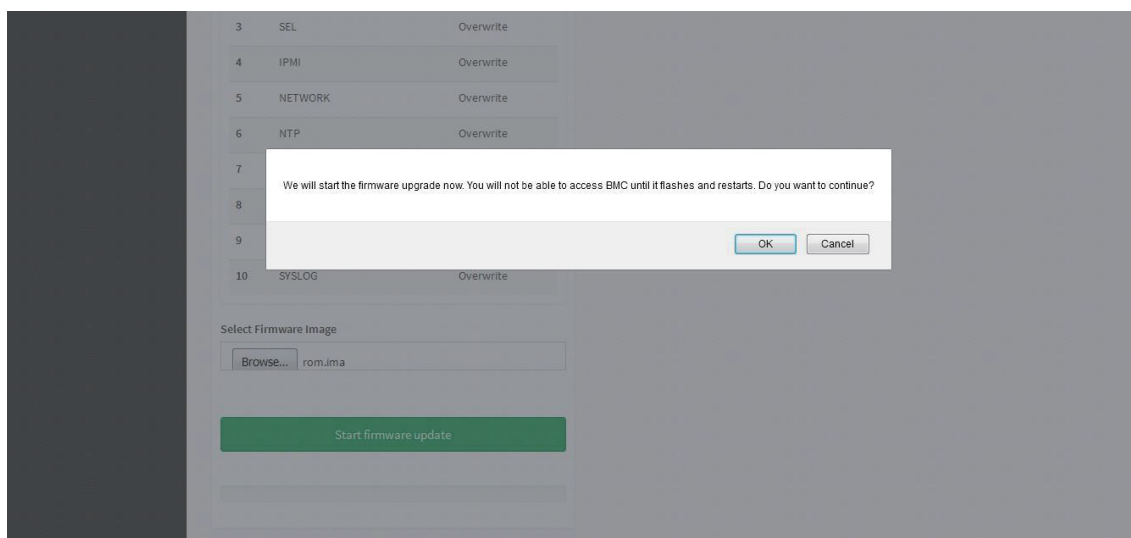 3 SEL Overwrite
4 IPMI Overwrite
5 NETWORK Overwrite
6 NTP Overwrite
7
We will start the firmware upgrade now. You will not be able to access BMC until it flashes and restarts. Do you want to continue?
8
9
OK Cancel
10 SYSLOG Overwrite
Select Firmware Image
Browse... rom.ima
Start firmware update